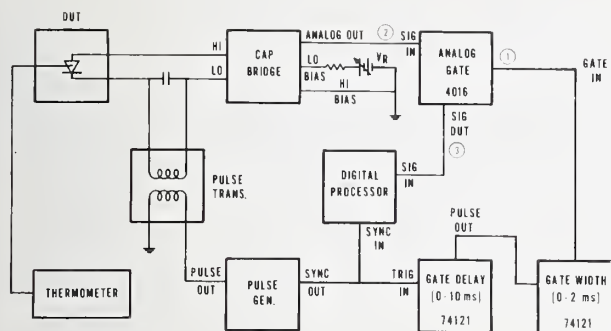 DUT
HI
LO
CAP
BRIDGE
ANALOG OUT
②
SIG
IN
LO
BIAS
VR
HI
BIAS
ANALOG
GATE
4016
①
GATE
IN
SIG
OUT
③
PULSE
TRANS.
DIGITAL
PROCESSOR
SIG
IN
SYNC
IN
PULSE
OUT
THERMOMETER
PULSE
OUT
PULSE
GEN.
SYNC
OUT
TRIG
IN
GATE DELAY
(0-10ms)
74121
GATE WIDTH
(0-2 ms)
74121